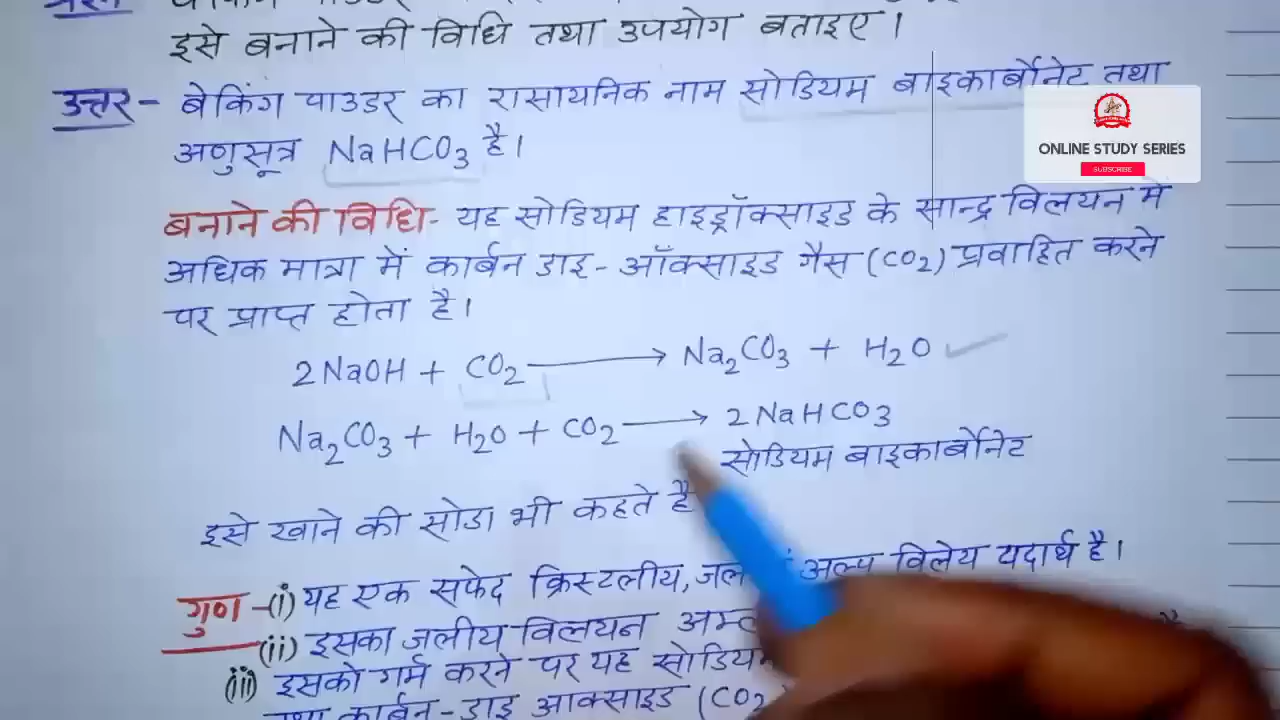 इसे बनाने की विधि तथा उपयोग बताइए।
उत्तर- बेकिंग पाउडर का रासायनिक नाम सोडियम बाइकार्बोनेट तथा
अणुसूत्र NaHCO3 है।
ONLINE STUDY SERIES
SUBSCRIBE
बनाने की विधि- यह सोडियम हाइड्रॉक्साइड के सान्द्र विलयन में
अधिक मात्रा में कार्बन डाइ-ऑक्साइड गैस (CO2) प्रवाहित करने
पर प्राप्त होता है।
2NaOH + CO2 → Na2CO3 + H2O ✓
Na2CO3 + H2O + CO2 → 2NaHCO3
सोडियम बाइकार्बोनेट
इसे खाने की सोडा भी कहते है
गुण-(i) यह एक सफेद क्रिस्टलीय, अल्प विलेय पदार्थ है।
(ii) इसका जलीय विलयन
(iii) इसको गर्म करने पर यह
तथा कार्बन-डाइ आक्साइड (CO2